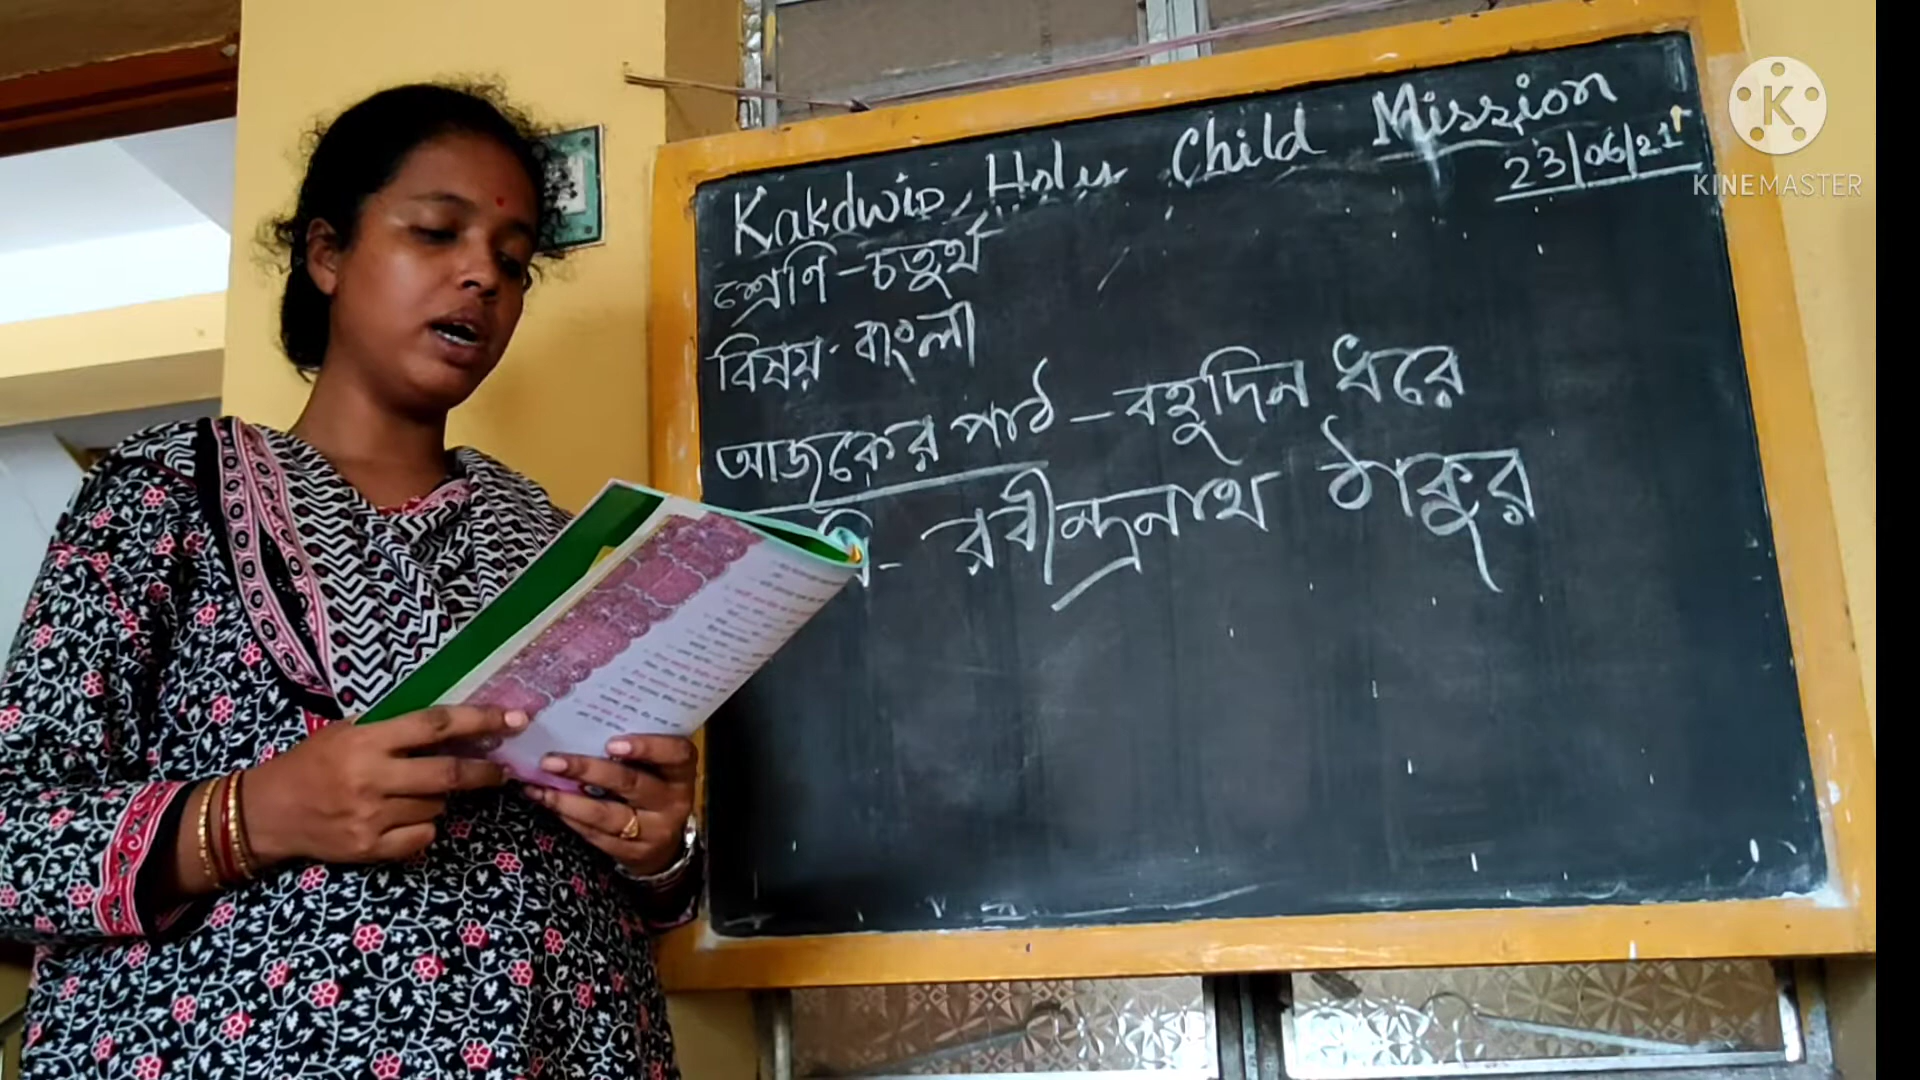 Kakdwip Holy Child Mission
23/06/21
শ্রেণি - চতুর্থ
বিষয় - বাংলা
আজকের পাঠ - বহুদিন ধরে
- রবীন্দ্রনাথ ঠাকুর
K
KINEMASTER